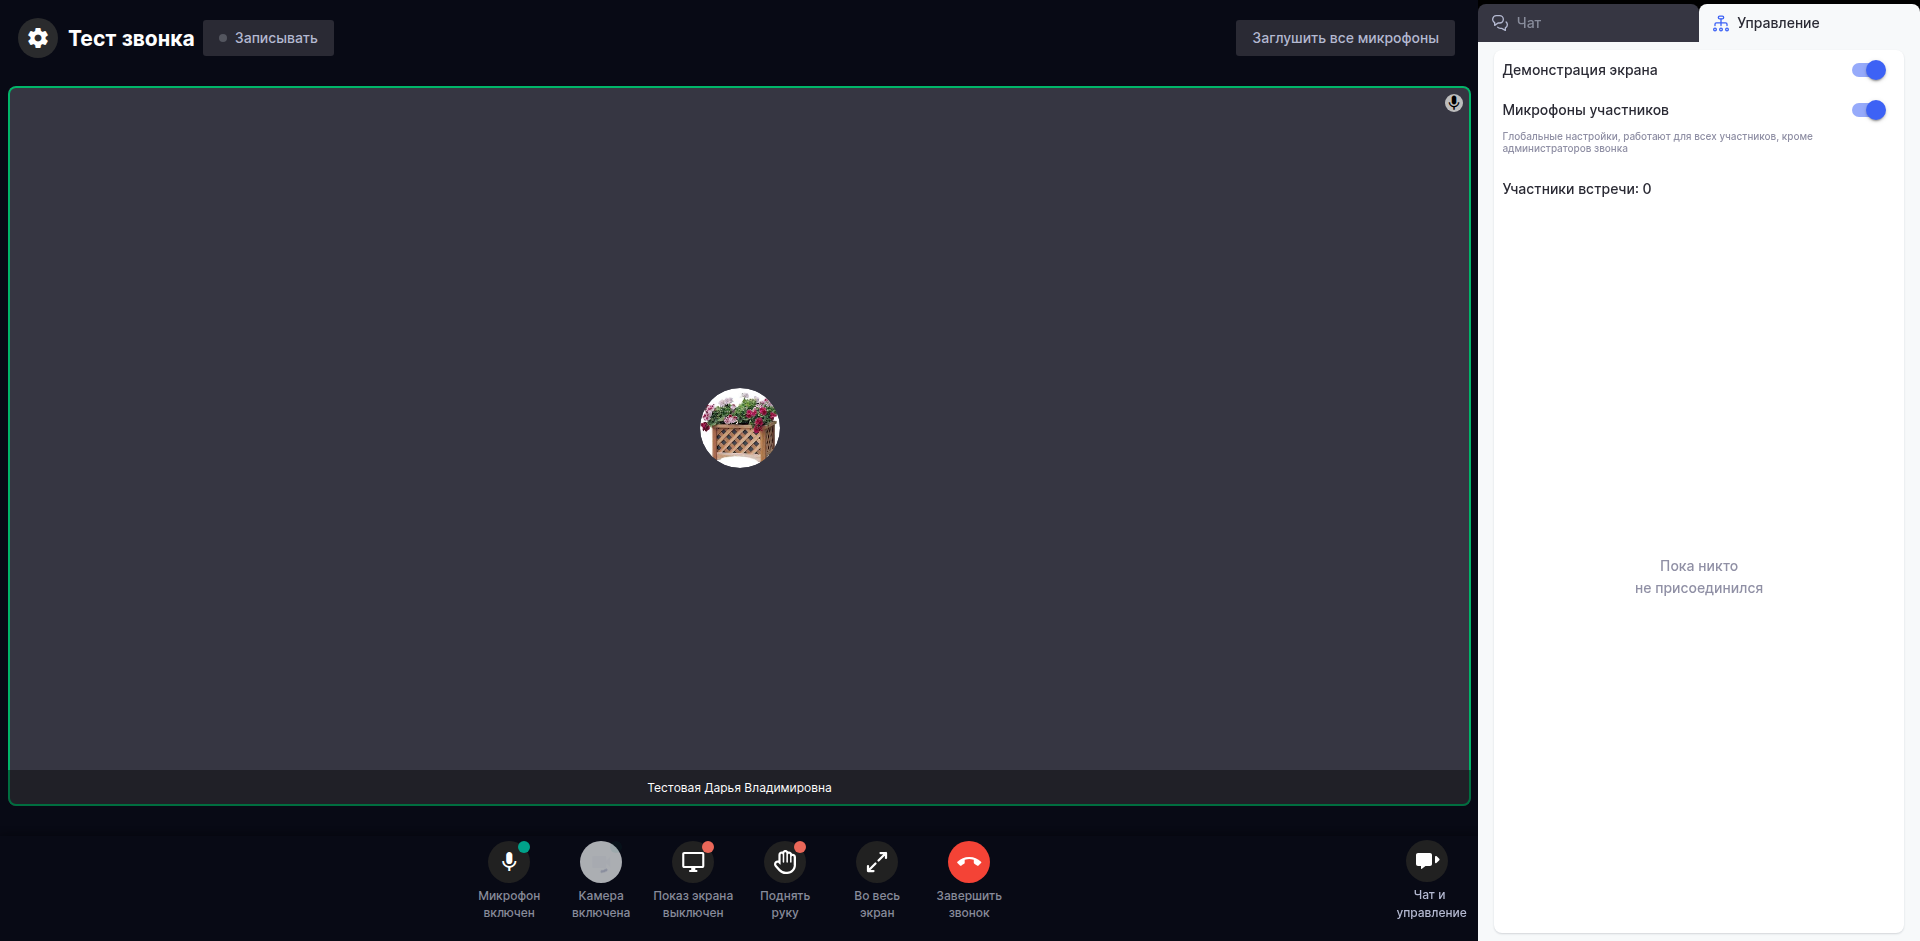 Тест звонка
Записывать
Заглушить все микрофоны
Чат
Управление
Демонстрация экрана
Микрофоны участников
Глобальные настройки, работают для всех участников, кроме
администраторов звонка
Участники встречи: 0
Пока никто
не присоединился
Тестовая Дарья Владимировна
Микрофон
включен
Камера
включена
Показ экрана
выключен
Поднять
руку
Во весь
экран
Завершить
звонок
Чат и
управление